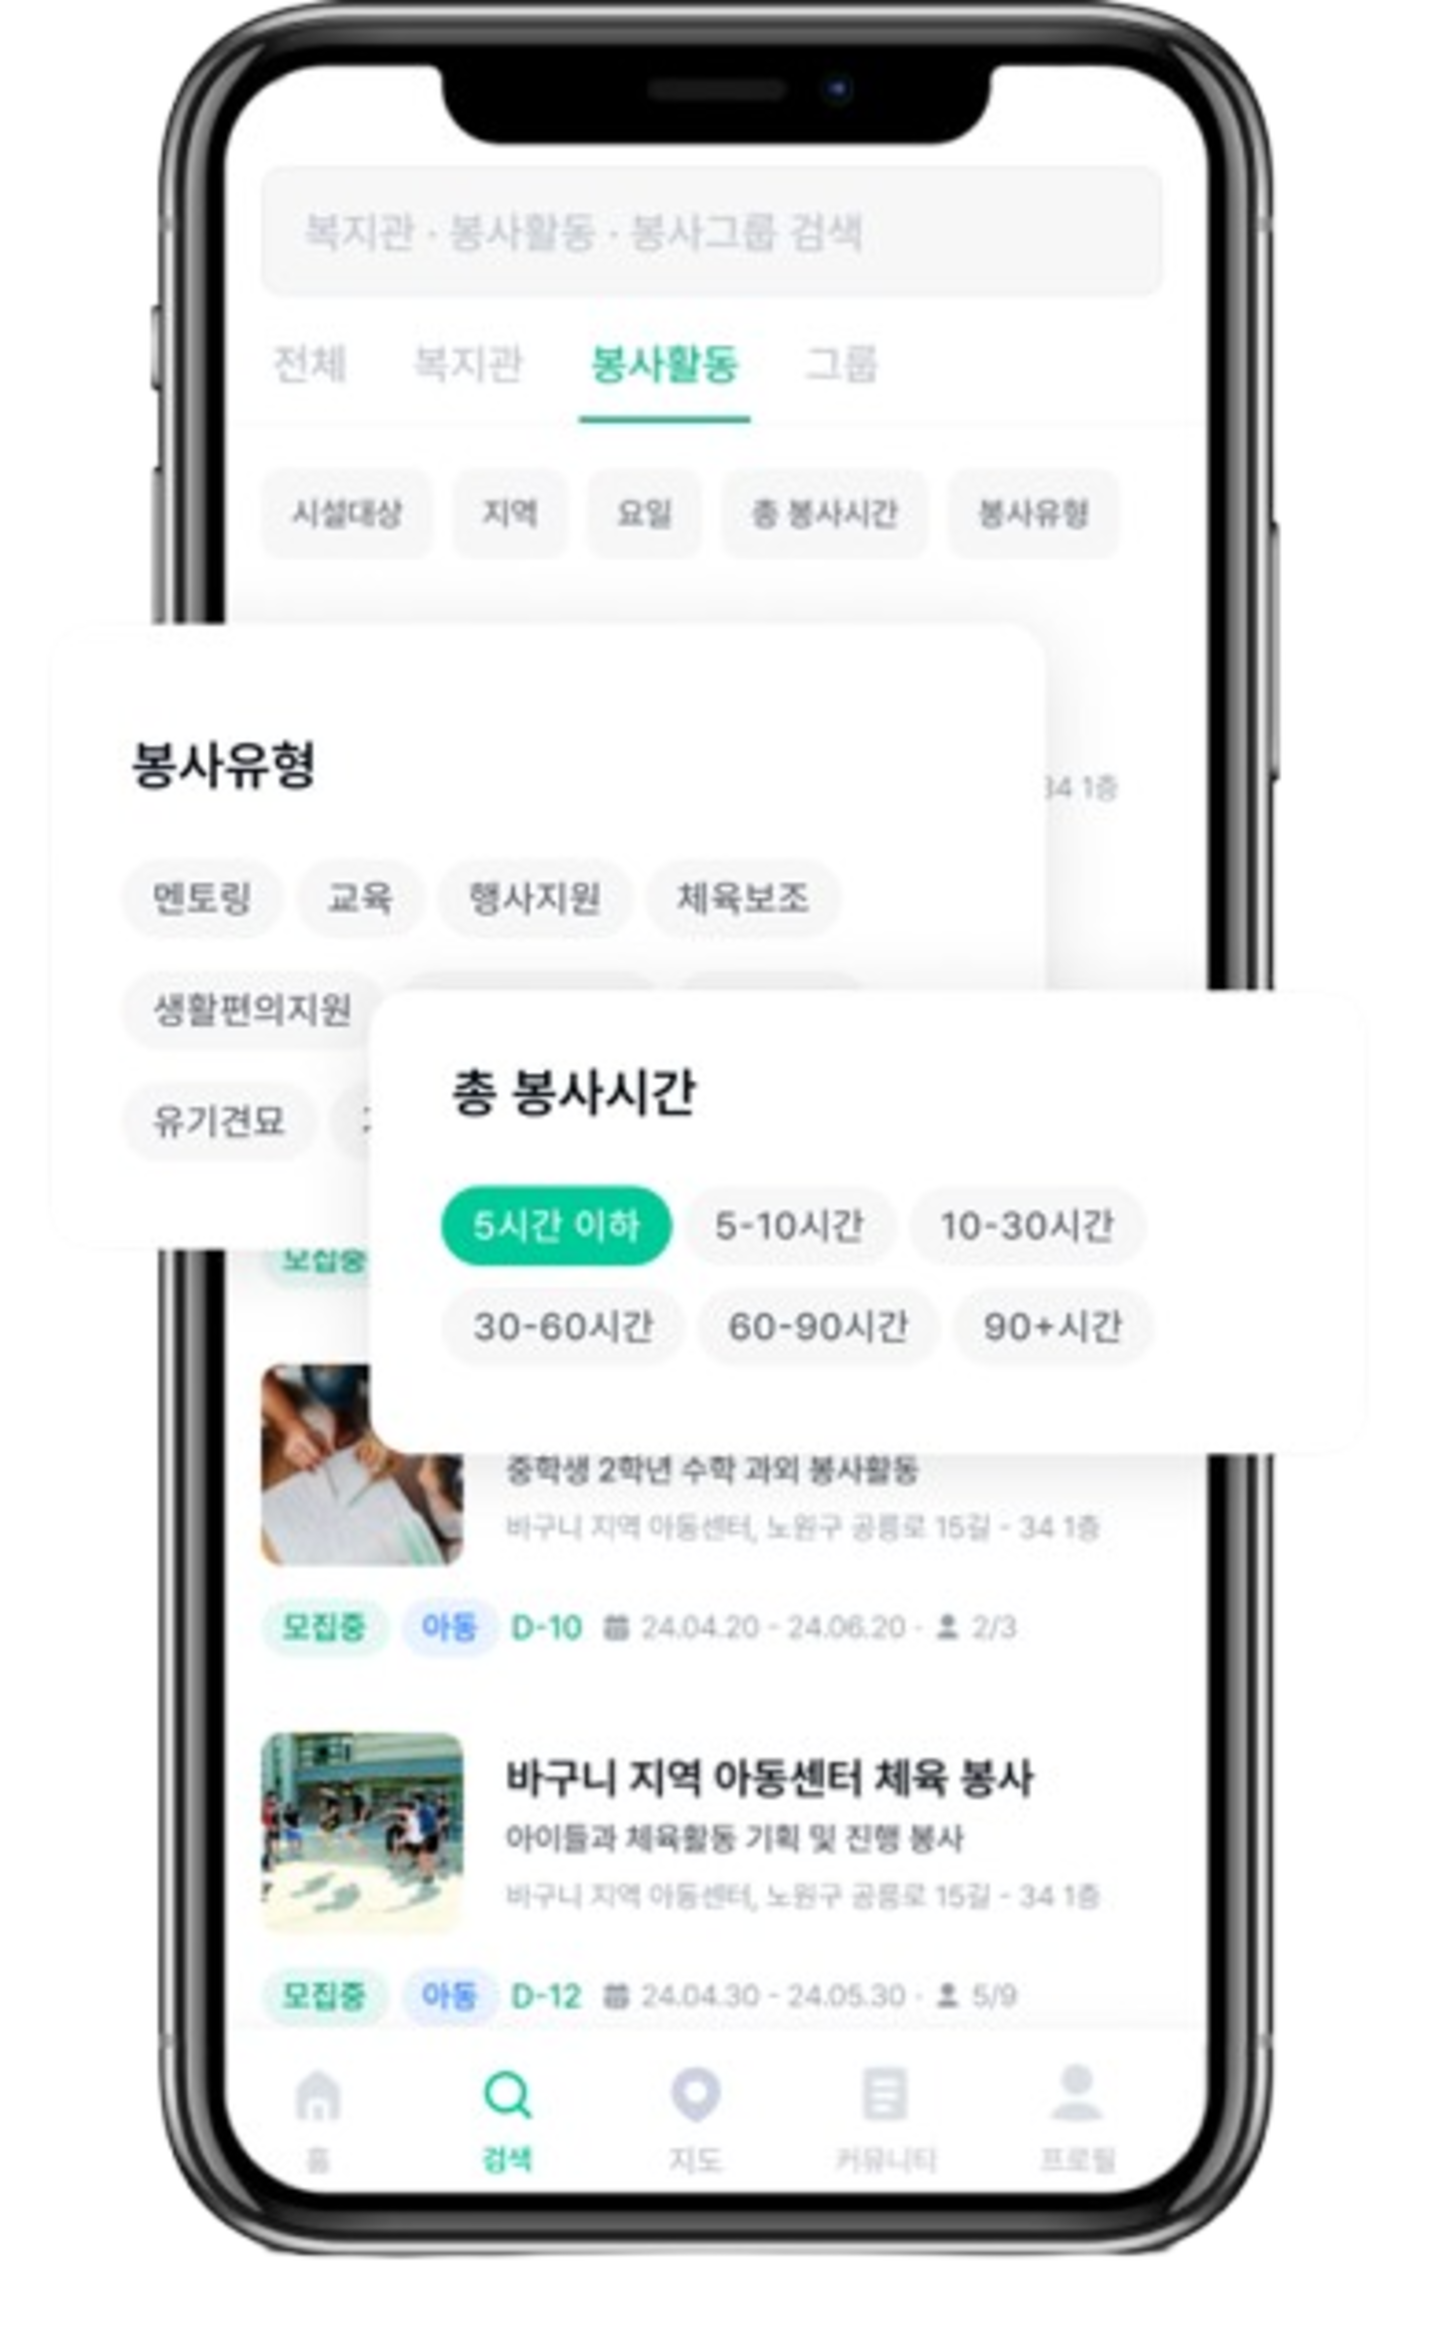 복지관 · 봉사활동 · 봉사그룹 검색
전체 복지관 봉사활동 그룹
시설대상 지역 요일 총 봉사시간 봉사유형
봉사유형
34 1층
멘토링 교육 행사지원 체육보조
생활편의지원
유기견묘
총 봉사시간
5시간 이하 5-10시간 10-30시간
모집중
30-60시간 60-90시간 90+시간
중학생 2학년 수학 과외 봉사활동
바구니 지역 아동센터, 노원구 공릉로 15길 - 34 1층
모집중 아동 D-10 24.04.20 - 24.06.20 · 2/3
바구니 지역 아동센터 체육 봉사
아이들과 체육활동 기획 및 진행 봉사
바구니 지역 아동센터, 노원구 공릉로 15길 - 34 1층
모집중 아동 D-12 24.04.30 - 24.05.30 · 5/9
홈 검색 지도 커뮤니티 프로필